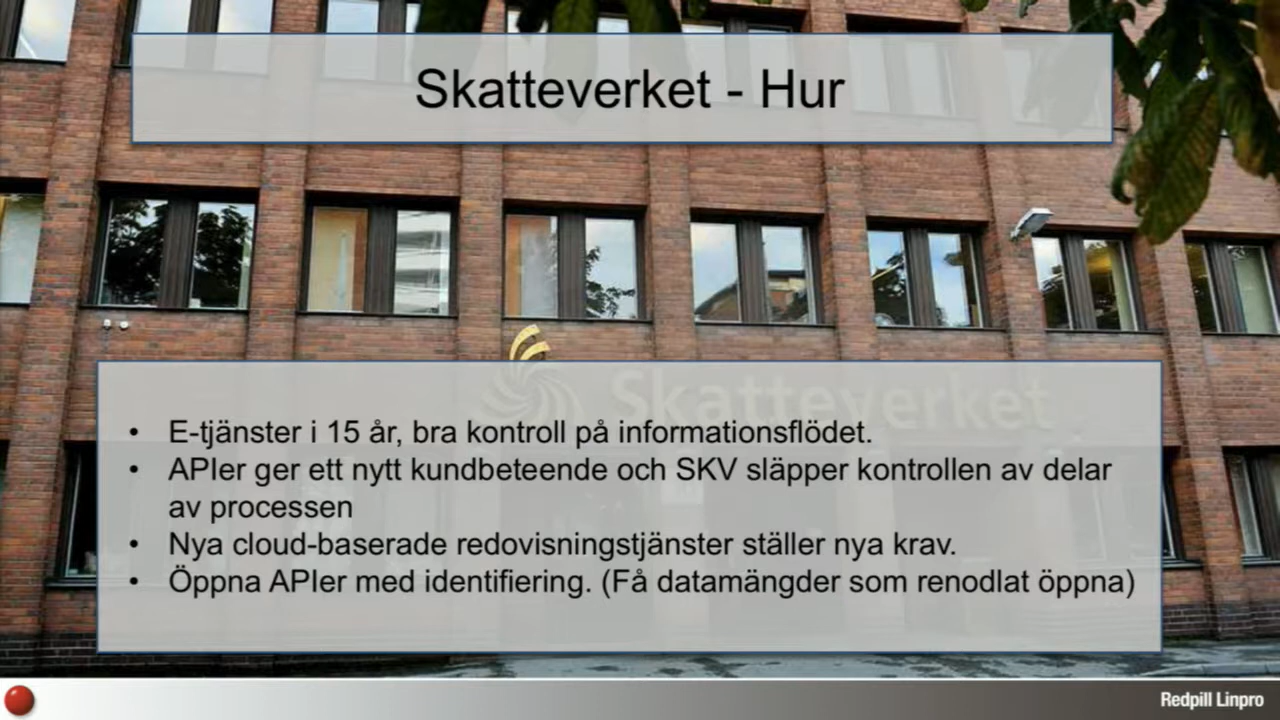 Skatteverket - Hur
Skatteverket
• E-tjänster i 15 år, bra kontroll på informationsflödet.
• APIer ger ett nytt kundbeteende och SKV släpper kontrollen av delar
av processen
• Nya cloud-baserade redovisningstjänster ställer nya krav.
• Öppna APIer med identifiering. (Få datamängder som renodlat öppna)
Redpill Linpro